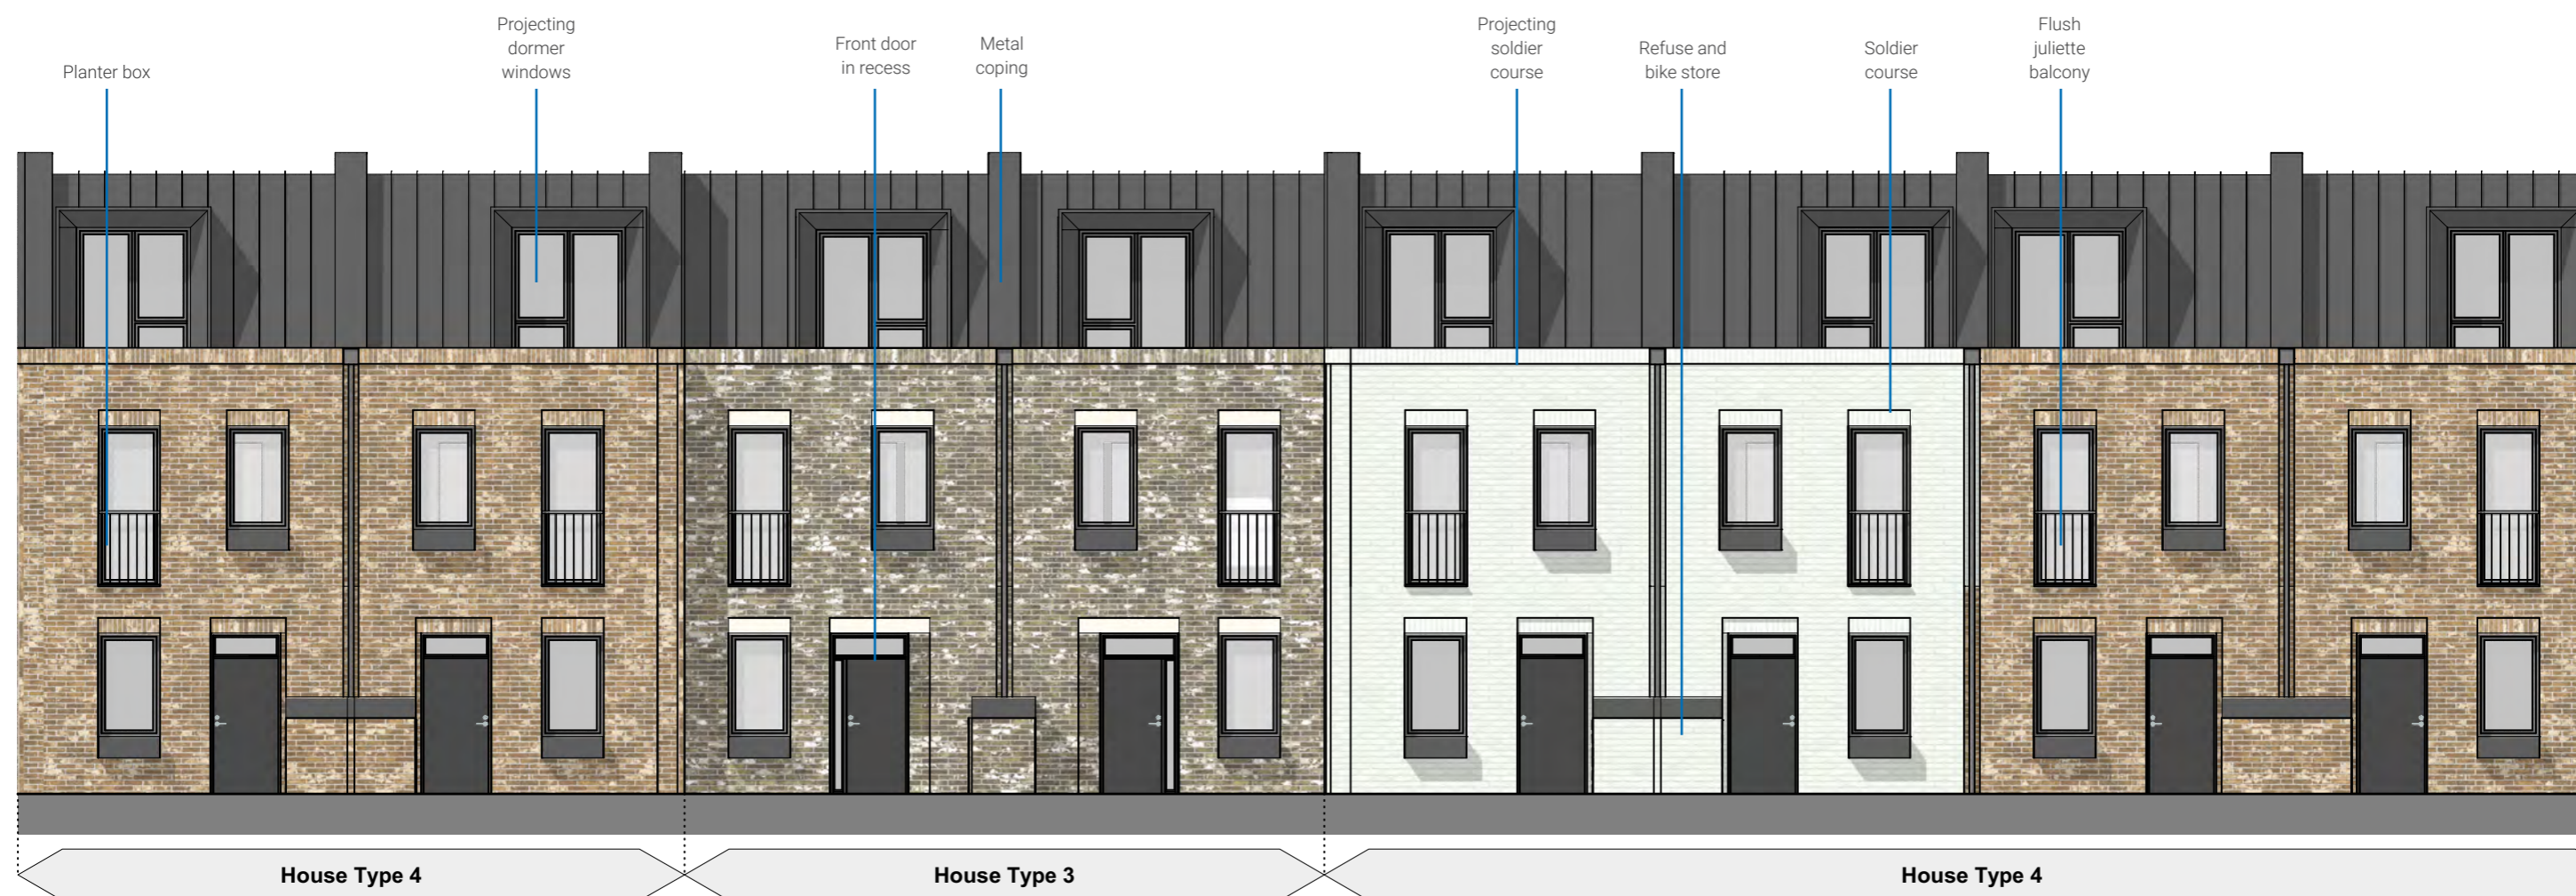 Planter box
Projecting
dormer
windows
Front door
in recess
Metal
coping
Projecting
soldier
course
Refuse and
bike store
Soldier
course
Flush
juliette
balcony
House Type 4
House Type 3
House Type 4